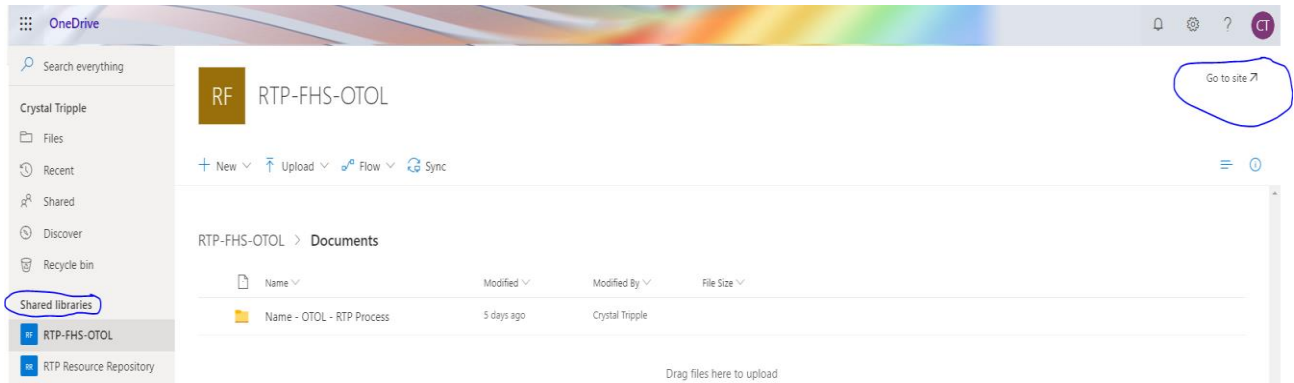 OneDrive
?
CT
Search everything
Go to site
Crystal Tripple
RF
RTP-FHS-OTOL
Files
Recent
New
Upload
Flow
Sync
Shared
Discover
RTP-FHS-OTOL > Documents
Recycle bin
Name
Modified
Modified By
File Size
Shared libraries
Name - OTOL - RTP Process
5 days ago
Crystal Tripple
RF
RTP-FHS-OTOL
RR
RTP Resource Repository
Drag files here to upload